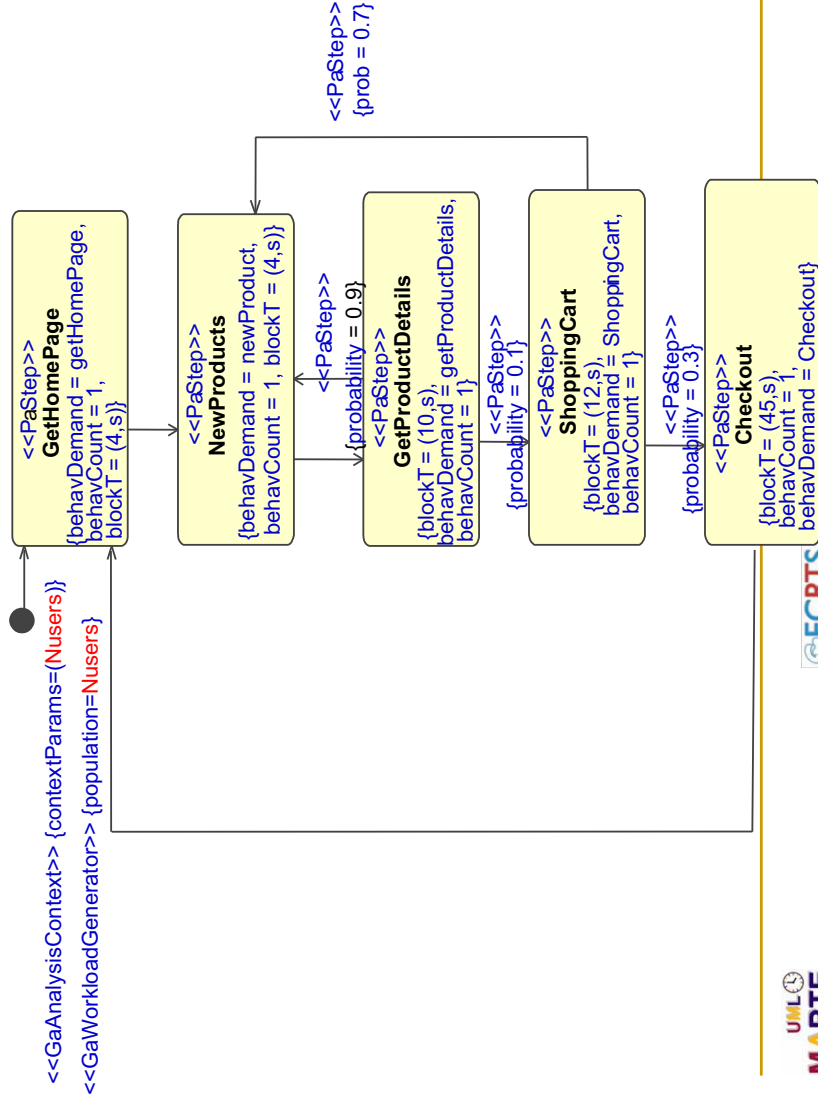 <<GaAnalysisContext>> {contextParams=(Nusers)}
<<GaWorkloadGenerator>> {population=Nusers}
<<PaStep>>
GetHomePage
{behavDemand = getHomePage,
behavCount = 1,
blockT = (4,s)}
<<PaStep>>
NewProducts
{behavDemand = newProduct,
behavCount = 1, blockT = (4,s)}
<<PaStep>>
{prob = 0.7}
<<PaStep>>
{probability = 0.9}
<<PaStep>>
GetProductDetails
{blockT = (10,s),
behavDemand = getProductDetails,
behavCount = 1}
<<PaStep>>
{probability = 0.1}
<<PaStep>>
ShoppingCart
{blockT = (12,s),
behavDemand = ShoppingCart,
behavCount = 1}
<<PaStep>>
{probability = 0.3}
<<PaStep>>
Checkout
{blockT = (45,s),
behavCount = 1,
behavDemand = Checkout}
UML
MARTE
@ECRTS